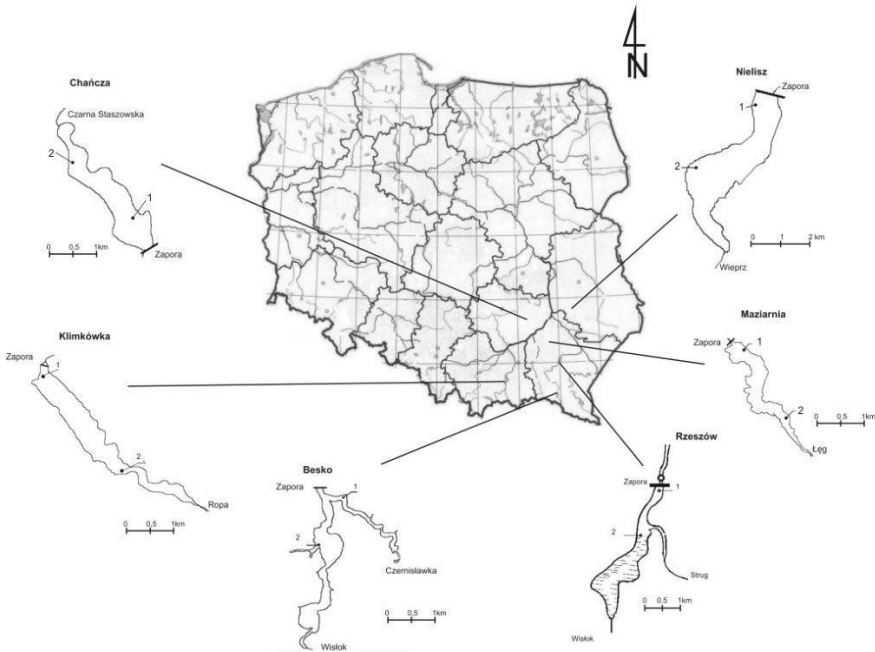 N
Chańcza
Czarna Staszowska
2
1
0 0,5 1km
Zapora
Nielisz
Zapora
1
2
0 1 2 km
Wieprz
Klimkówka
Zapora
1
2
Ropa
0 0,5 1km
Maziarnia
Zapora
1
2
0 0,5 1km
Łęg
Besko
Zapora
1
2
Czernisławka
0 0,5 1km
Wisłok
Rzeszów
Zapora
1
2
Strug
0 0,5 1km
Wisłok